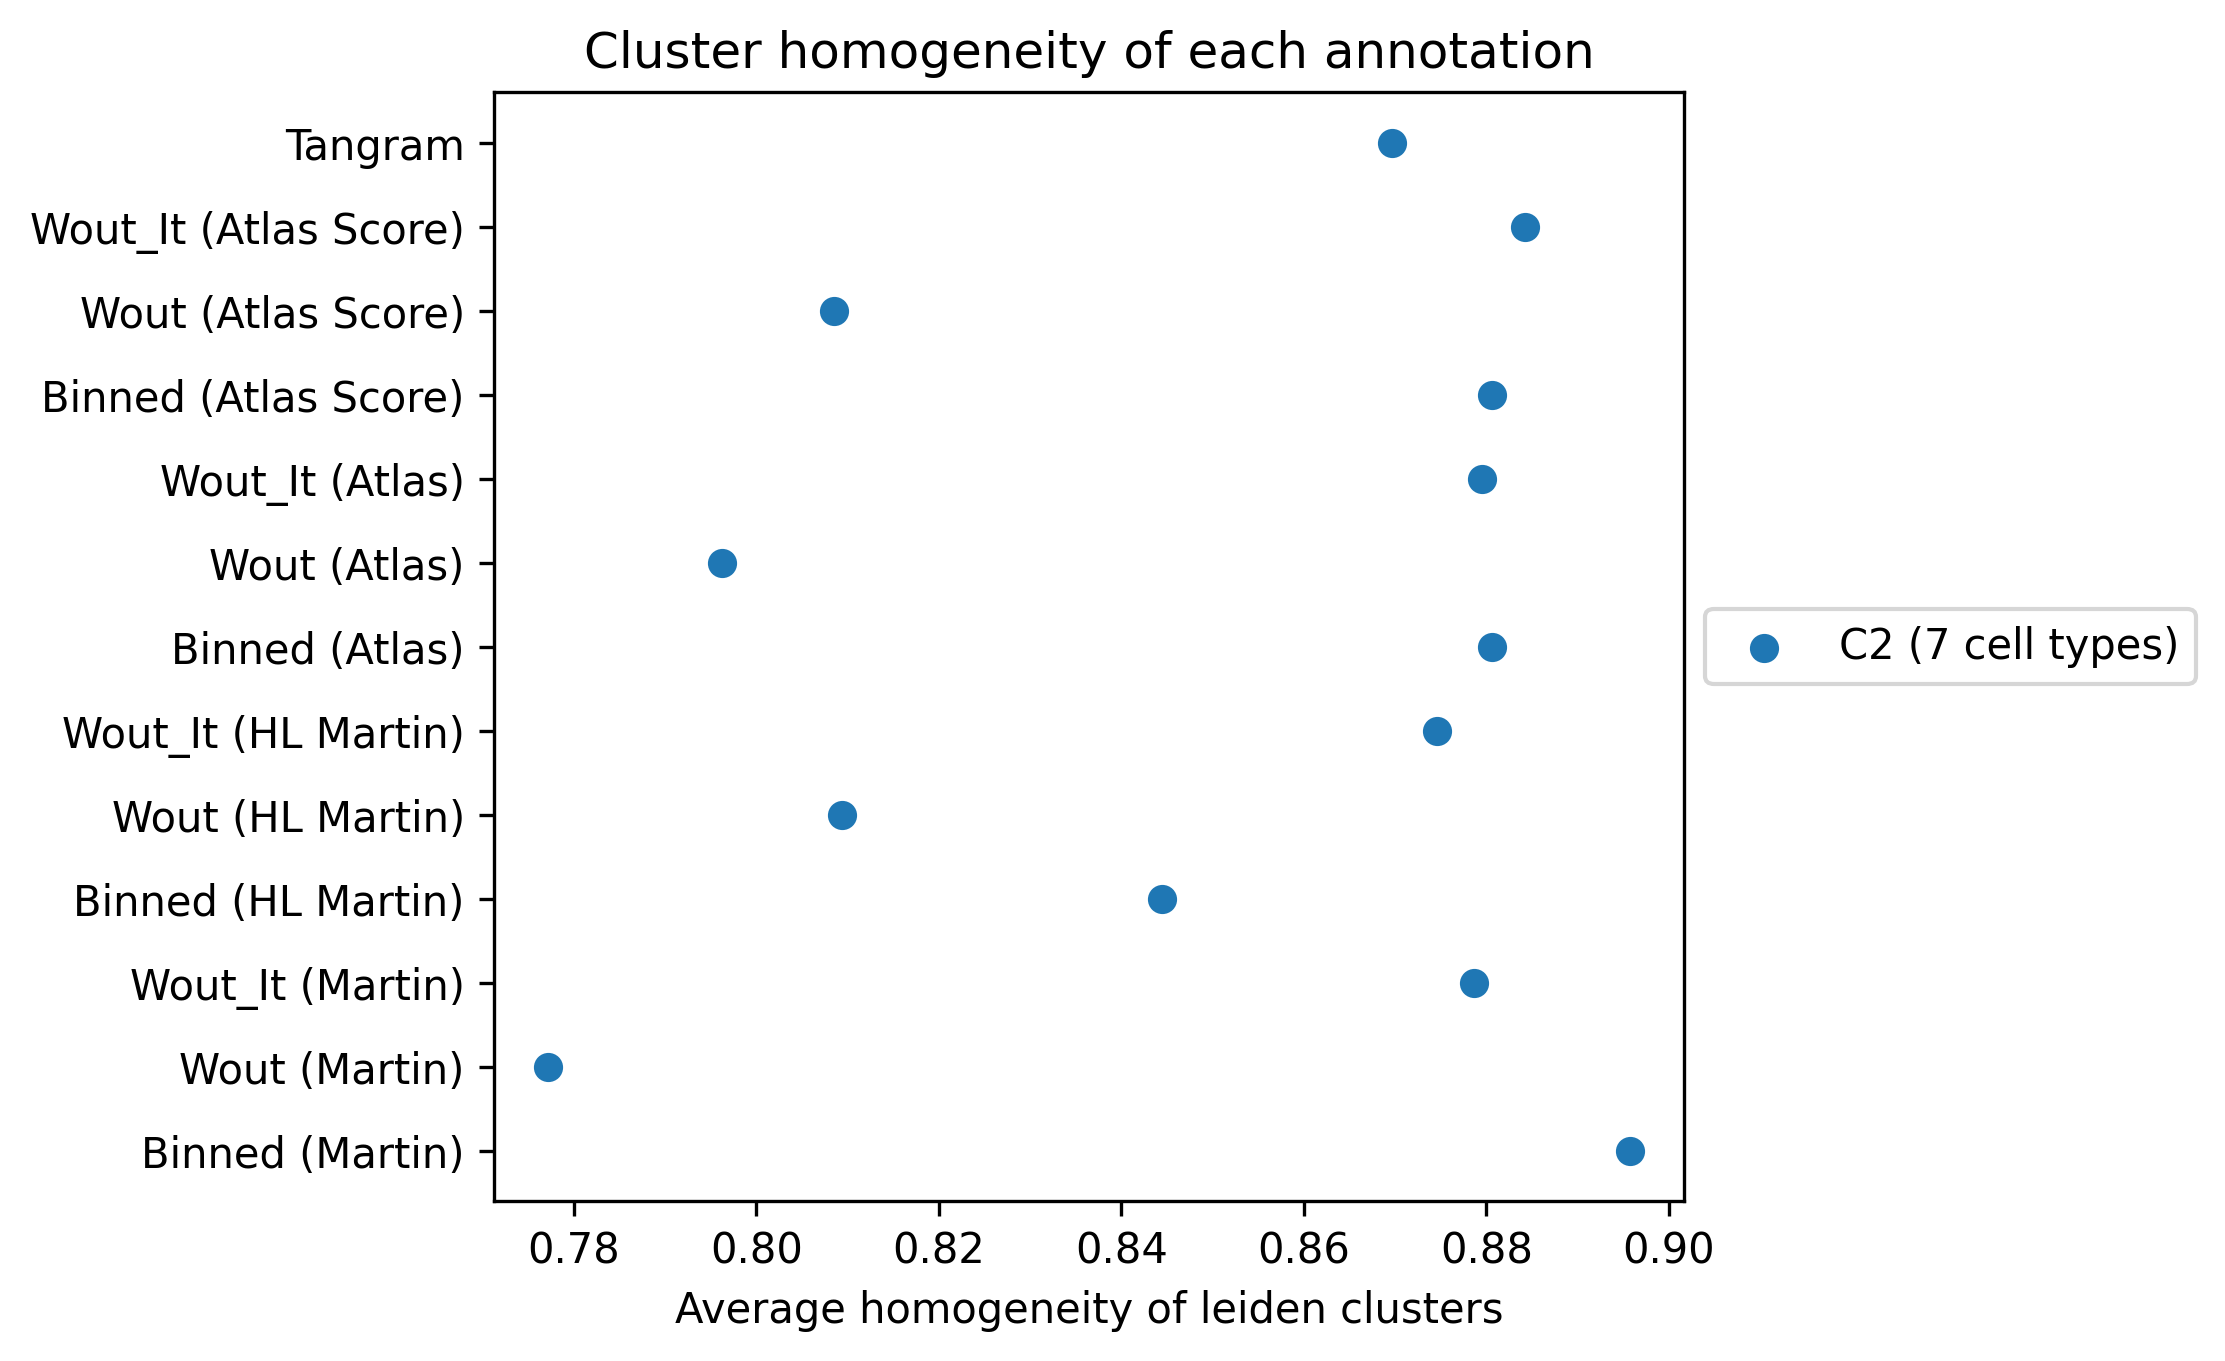 Cluster homogeneity of each annotation
Tangram
Wout_It (Atlas Score)
Wout (Atlas Score)
Binned (Atlas Score)
Wout_It (Atlas)
Wout (Atlas)
Binned (Atlas)
Wout_It (HL Martin)
Wout (HL Martin)
Binned (HL Martin)
Wout_It (Martin)
Wout (Martin)
Binned (Martin)
C2 (7 cell types)
0.78 0.80 0.82 0.84 0.86 0.88 0.90
Average homogeneity of leiden clusters